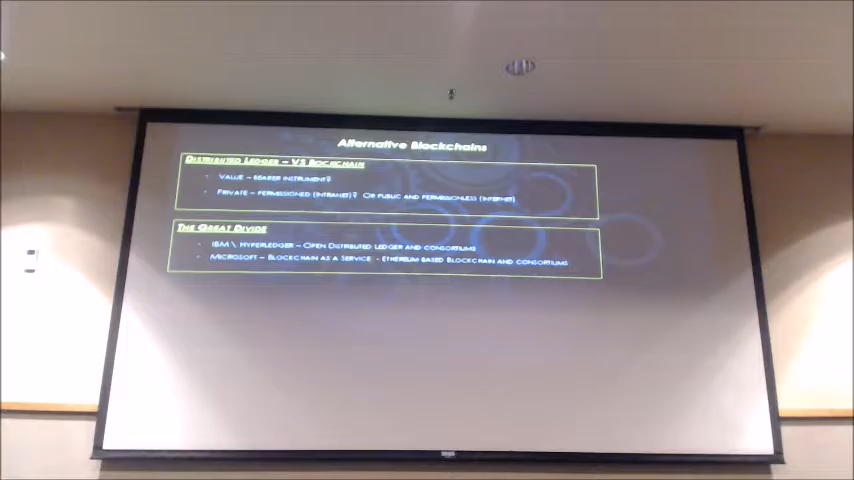 Alternative Blockchains
Distributed Ledger – VS Bockchain
Value – bearer instrument?
Private – permissioned (intranet)? Or public and permissionless (internet)
The Great Divide
IBM \ Hyperledger – Open Distributed Ledger and consortiums
Microsoft – Blockchain as a Service - Ethereum based Blockchain and consortiums